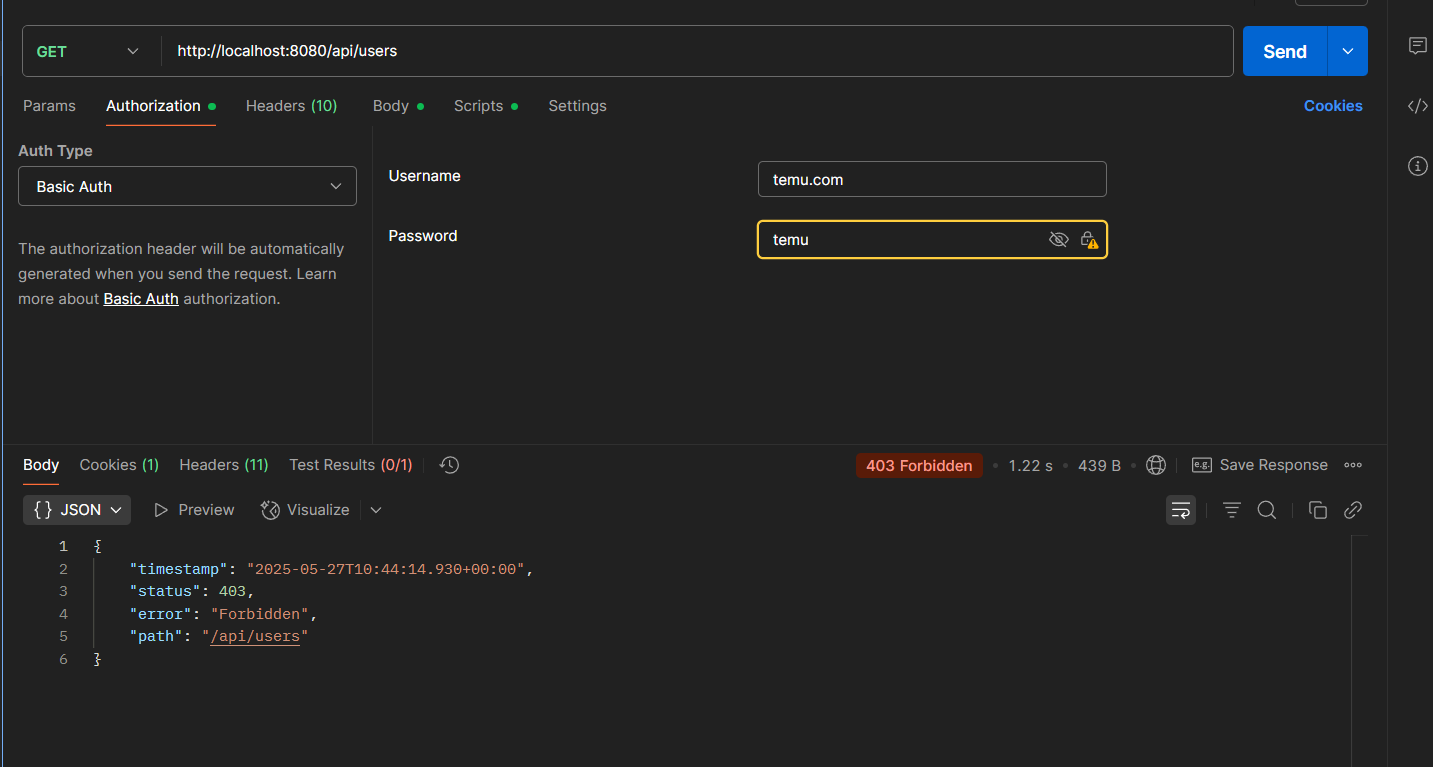 GET http://localhost:8080/api/users Send
Params Authorization Headers (10) Body Scripts Settings Cookies
Auth Type
Basic Auth
The authorization header will be automatically
generated when you send the request. Learn
more about Basic Auth authorization.
Username temu.com
Password temu
Body Cookies (1) Headers (11) Test Results (0/1) 403 Forbidden 1.22 s 439 B e.g. Save Response
{} JSON Preview Visualize
1 {
2 "timestamp": "2025-05-27T10:44:14.930+00:00",
3 "status": 403,
4 "error": "Forbidden",
5 "path": "/api/users"
6 }